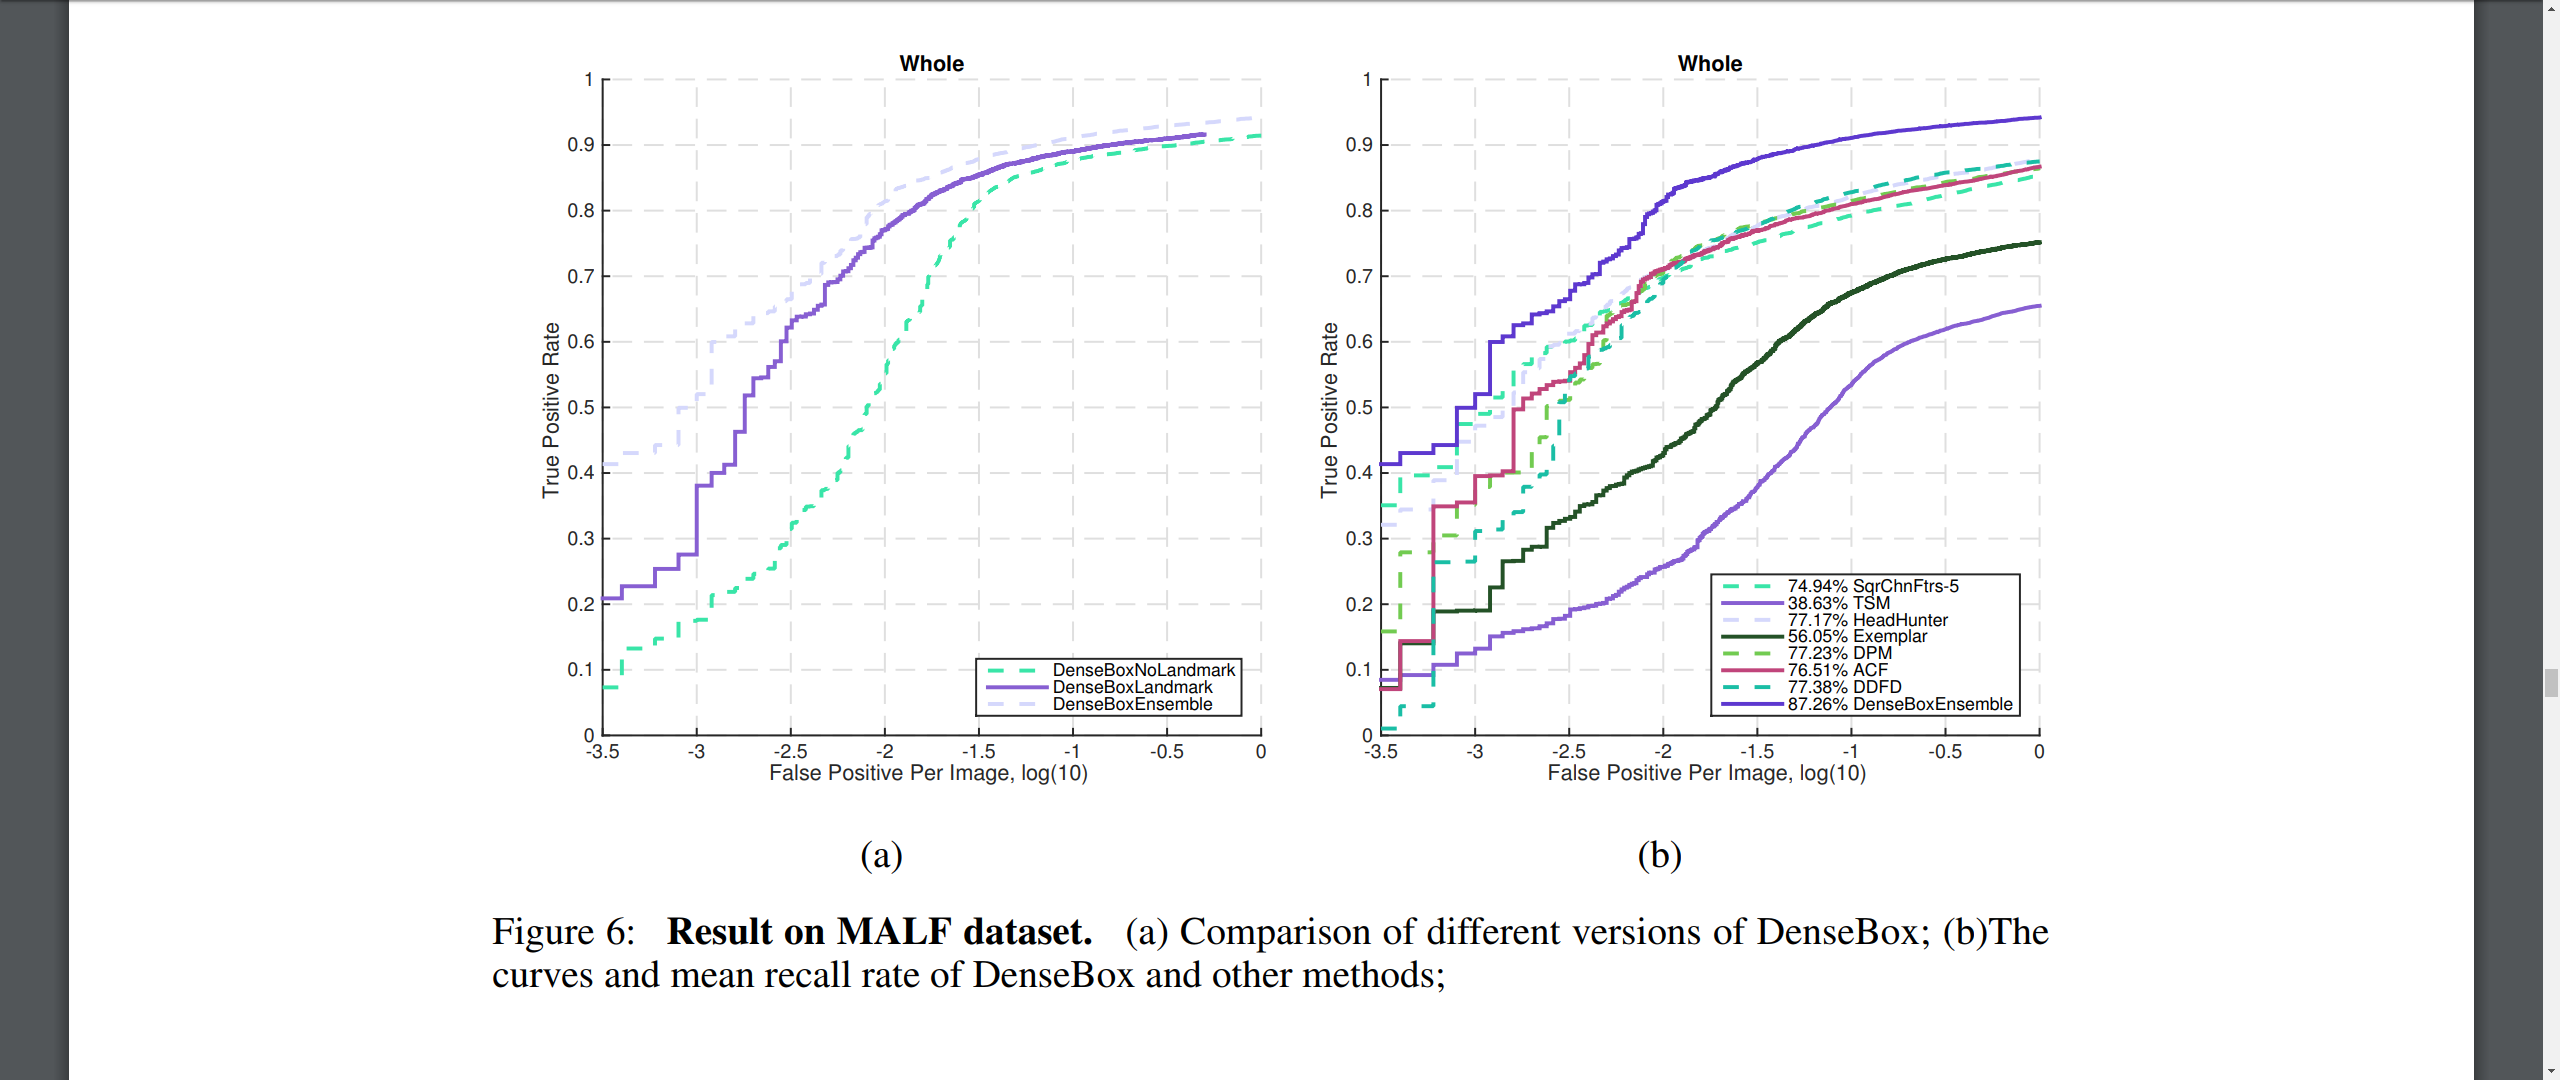 Whole
1
0.9
0.8
0.7
0.6
0.5
0.4
0.3
0.2
0.1
0
True Positive Rate
-3.5 -3 -2.5 -2 -1.5 -1 -0.5 0
False Positive Per Image, log(10)
DenseBoxNoLandmark
DenseBoxLandmark
DenseBoxEnsemble
(a)
Whole
1
0.9
0.8
0.7
0.6
0.5
0.4
0.3
0.2
0.1
0
True Positive Rate
-3.5 -3 -2.5 -2 -1.5 -1 -0.5 0
False Positive Per Image, log(10)
74.94% SqrChnFtrs-5
38.63% TSM
77.17% HeadHunter
56.05% Exemplar
77.23% DPM
76.51% ACF
77.38% DDFD
87.26% DenseBoxEnsemble
(b)
Figure 6: Result on MALF dataset. (a) Comparison of different versions of DenseBox; (b)The
curves and mean recall rate of DenseBox and other methods;